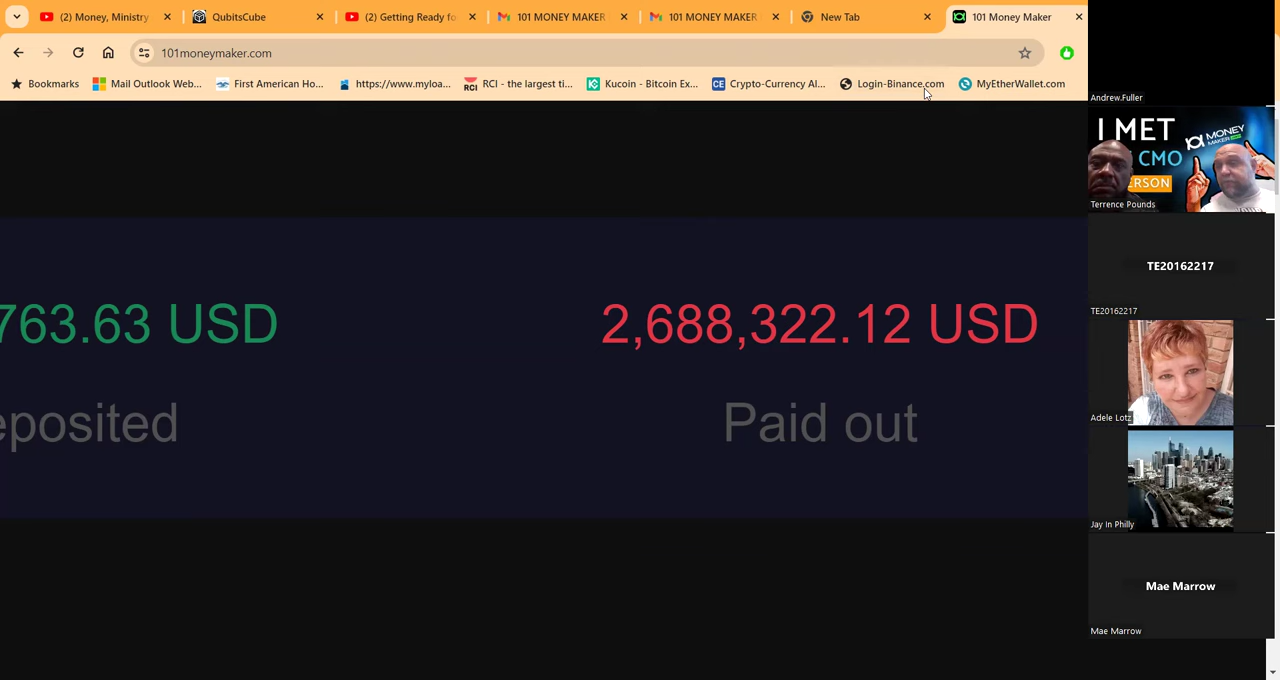 (2) Money, Ministry
QubitsCube
(2) Getting Ready fo
101 MONEY MAKER
101 MONEY MAKER
New Tab
101 Money Maker
101moneymaker.com
Bookmarks
Mail Outlook Web...
First American Ho...
https://www.myloa...
RCI - the largest ti...
Kucoin - Bitcoin Ex...
Crypto-Currency Al...
Login-Binance.com
MyEtherWallet.com
763.63 USD
2,688,322.12 USD
eposited
Paid out
Andrew.Fuller
I MET
CMO
ERSON
101 MONEY
MAKER
Terrence Pounds
TE20162217
TE20162217
Adele Lotz
Jay In Philly
Mae Marrow
Mae Marrow